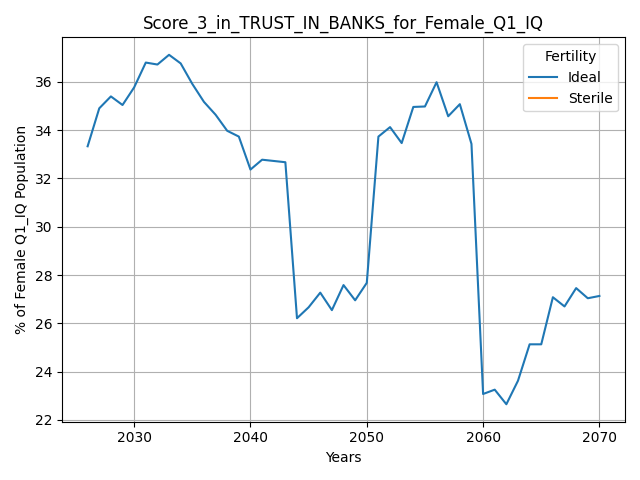 Score_3_in_TRUST_IN_BANKS_for_Female_Q1_IQ
Fertility
Ideal
Sterile
% of Female Q1_IQ Population
36
34
32
30
28
26
24
22
2030
2040
2050
2060
2070
Years